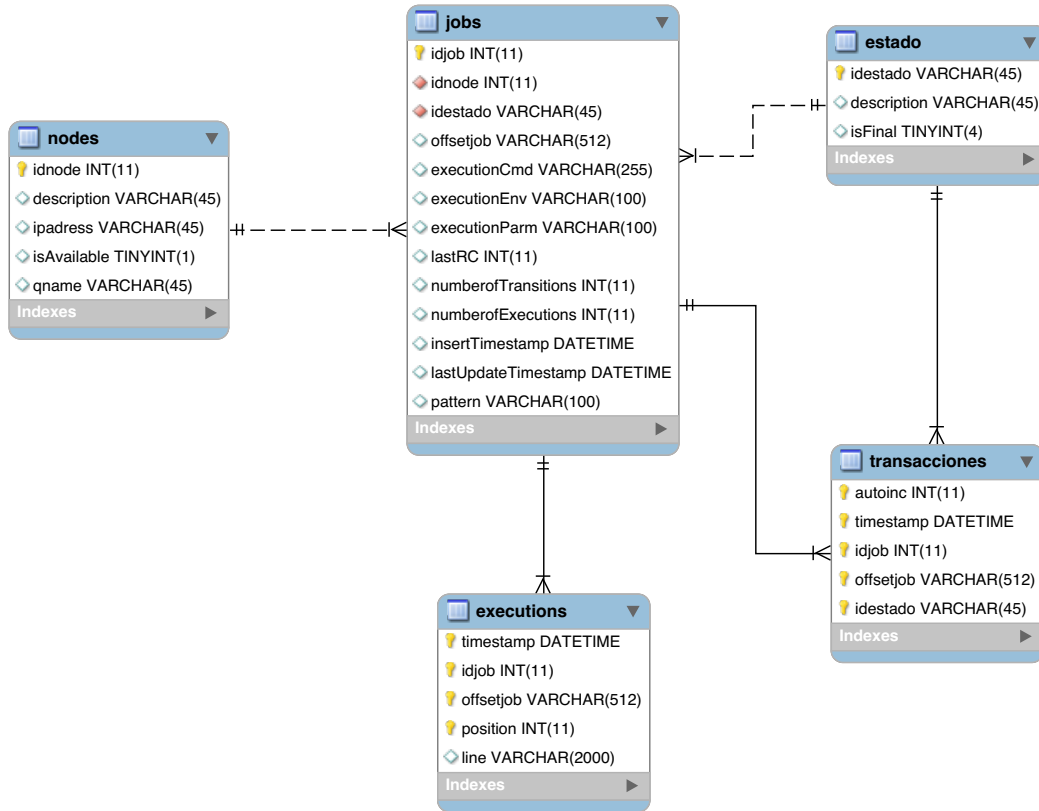 nodes
idnode INT(11)
description VARCHAR(45)
ipadress VARCHAR(45)
isAvailable TINYINT(1)
qname VARCHAR(45)
Indexes
jobs
idjob INT(11)
idnode INT(11)
idestado VARCHAR(45)
offsetjob VARCHAR(512)
executionCmd VARCHAR(255)
executionEnv VARCHAR(100)
executionParm VARCHAR(100)
lastRC INT(11)
numberofTransitions INT(11)
numberofExecutions INT(11)
insertTimestamp DATETIME
lastUpdateTimestamp DATETIME
pattern VARCHAR(100)
Indexes
estado
idestado VARCHAR(45)
description VARCHAR(45)
isFinal TINYINT(4)
Indexes
executions
timestamp DATETIME
idjob INT(11)
offsetjob VARCHAR(512)
position INT(11)
line VARCHAR(2000)
Indexes
transacciones
autoinc INT(11)
timestamp DATETIME
idjob INT(11)
offsetjob VARCHAR(512)
idestado VARCHAR(45)
Indexes